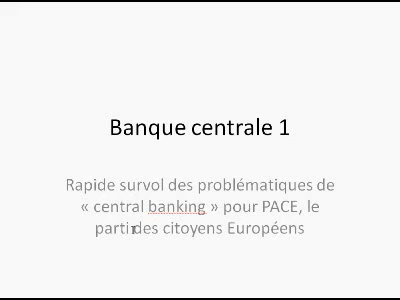 Banque centrale 1
Rapide survol des problématiques de
« central banking » pour PACE, le
parti des citoyens Européens